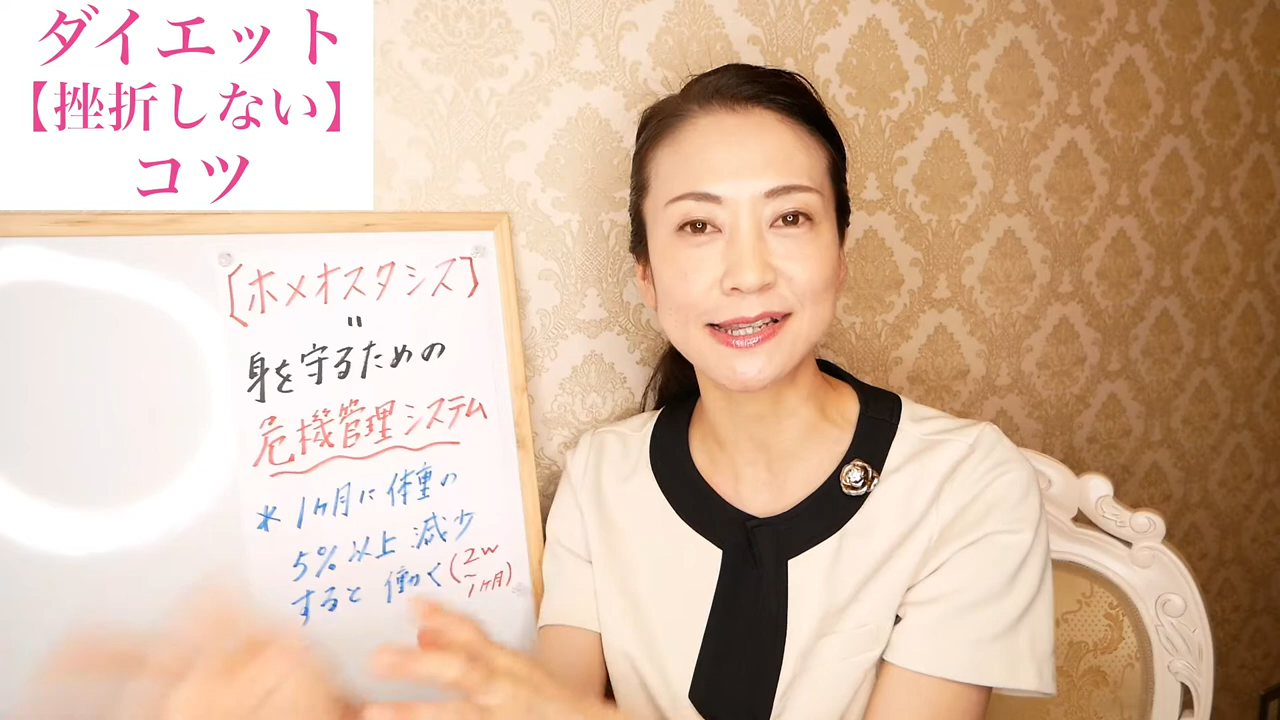 ダイエット
【挫折しない】
コツ
[ホメオスタシス]
=
身を守るための
危機管理システム
* 1ヶ月に体重の
5%以上減少
すると働く(2w
~
1ヶ月)